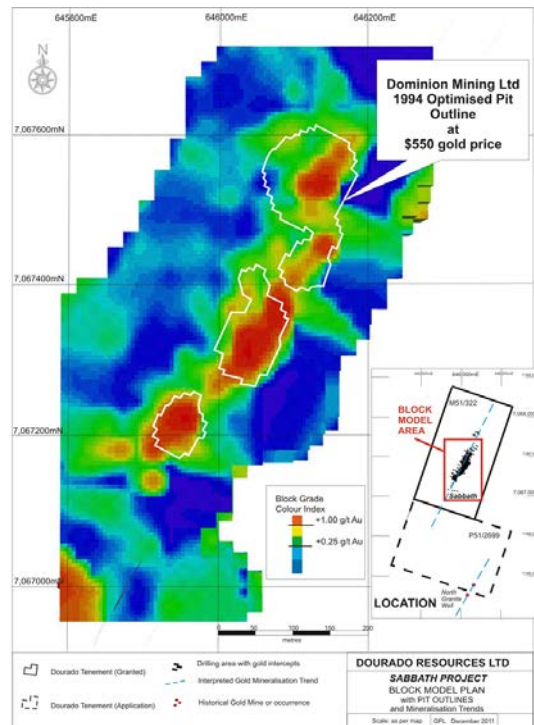 645800mE
646000mE
646200mE
N
Dominion Mining Ltd
1994 Optimised Pit
Outline
at
$550 gold price
7,067600mN
7,067400mN
7,067200mN
7,067000mN
M51/322
BLOCK
MODEL
AREA
Sabbath
P51/2699
North
Granite
Well
LOCATION
Block Grade
Colour Index
+1.00 g/t Au
+0.25 g/t Au
0
50
100
200
metres
Dourado Tenement (Granted)
Drilling area with gold intercepts
Interpreted Gold Mineralisation Trend
Dourado Tenement (Application)
Historical Gold Mine or occurrence
DOURADO RESOURCES LTD
SABBATH PROJECT
BLOCK MODEL PLAN
with PIT OUTLINES
and Mineralisation Trends
Scale: as per map
GPL December 2011